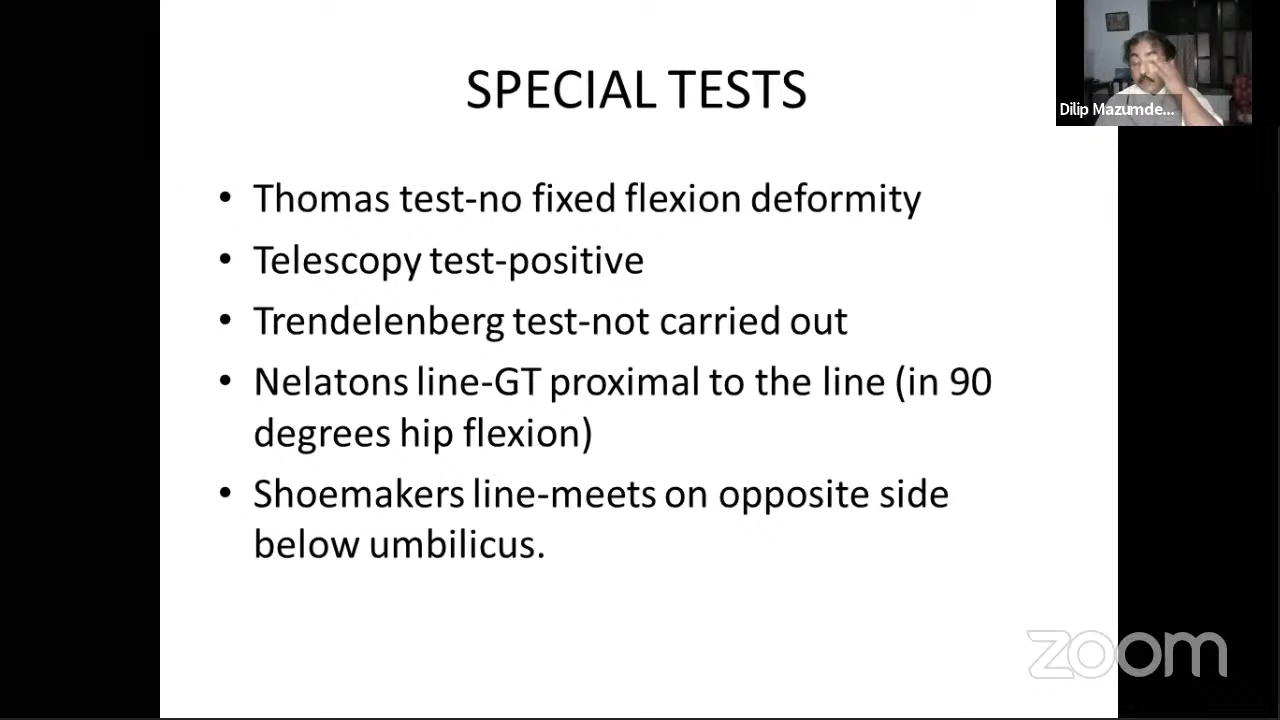 SPECIAL TESTS
Dilip Mazumde...
• Thomas test-no fixed flexion deformity
• Telescopy test-positive
• Trendelenberg test-not carried out
• Nelatons line-GT proximal to the line (in 90
degrees hip flexion)
• Shoemakers line-meets on opposite side
below umbilicus.
zoom